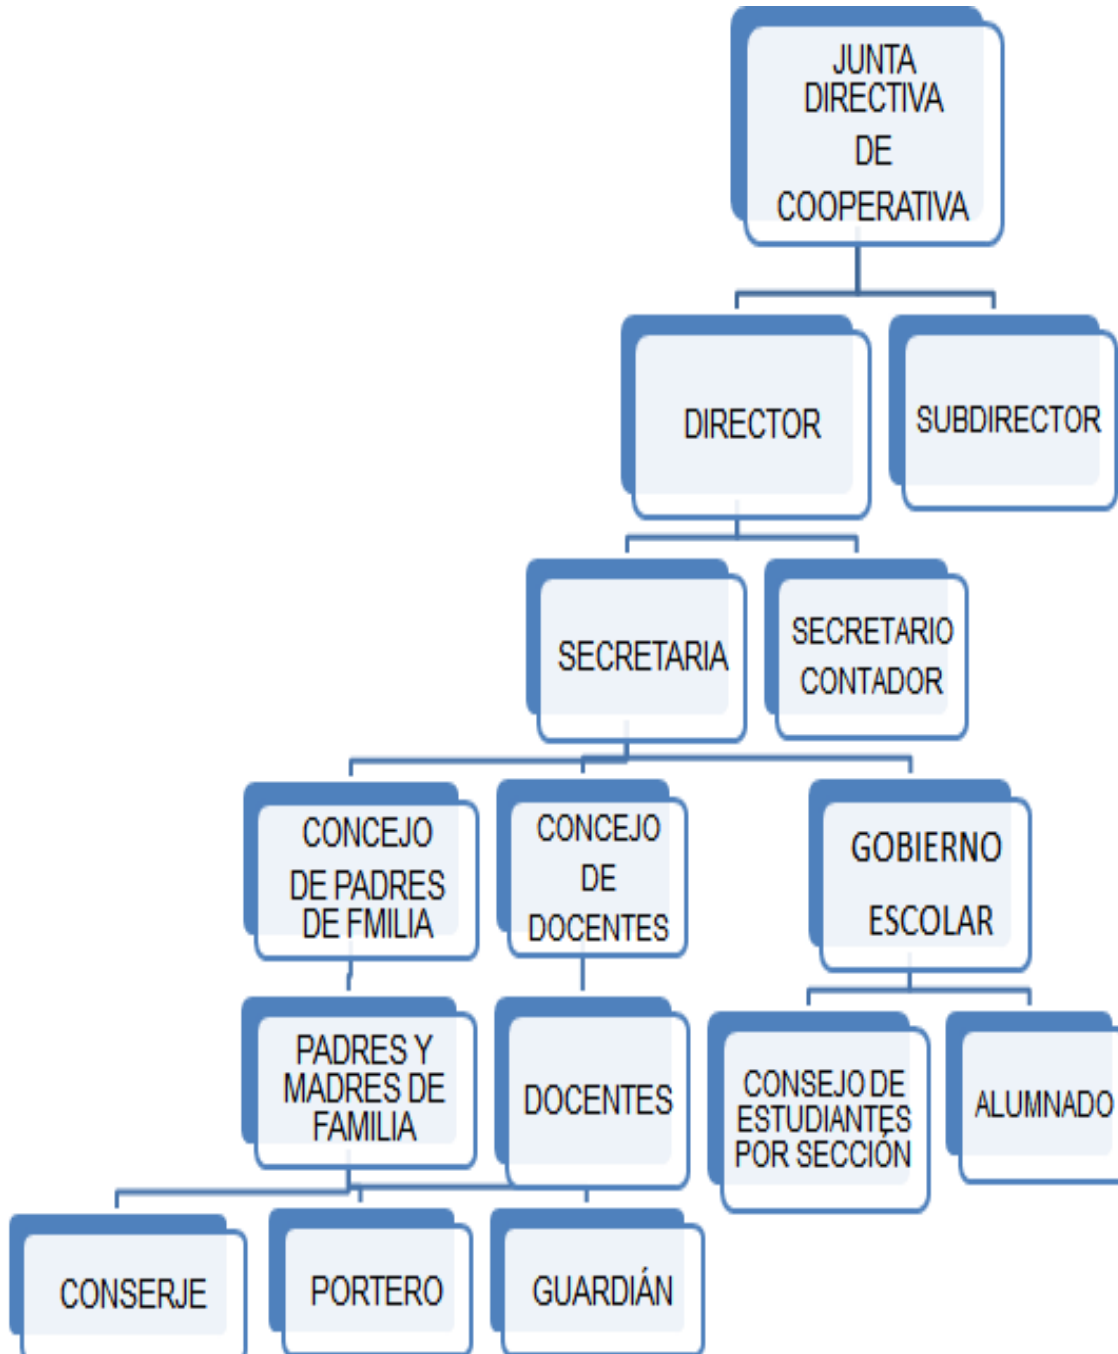 JUNTA
DIRECTIVA
DE
COOPERATIVA
DIRECTOR
SUBDIRECTOR
SECRETARIA
SECRETARIO
CONTADOR
CONCEJO
DE PADRES
DE FMILIA
CONCEJO
DE
DOCENTES
GOBIERNO
ESCOLAR
PADRES Y
MADRES DE
FAMILIA
DOCENTES
CONSEJO DE
ESTUDIANTES
POR SECCIÓN
ALUMNADO
CONSERJE
PORTERO
GUARDIÁN